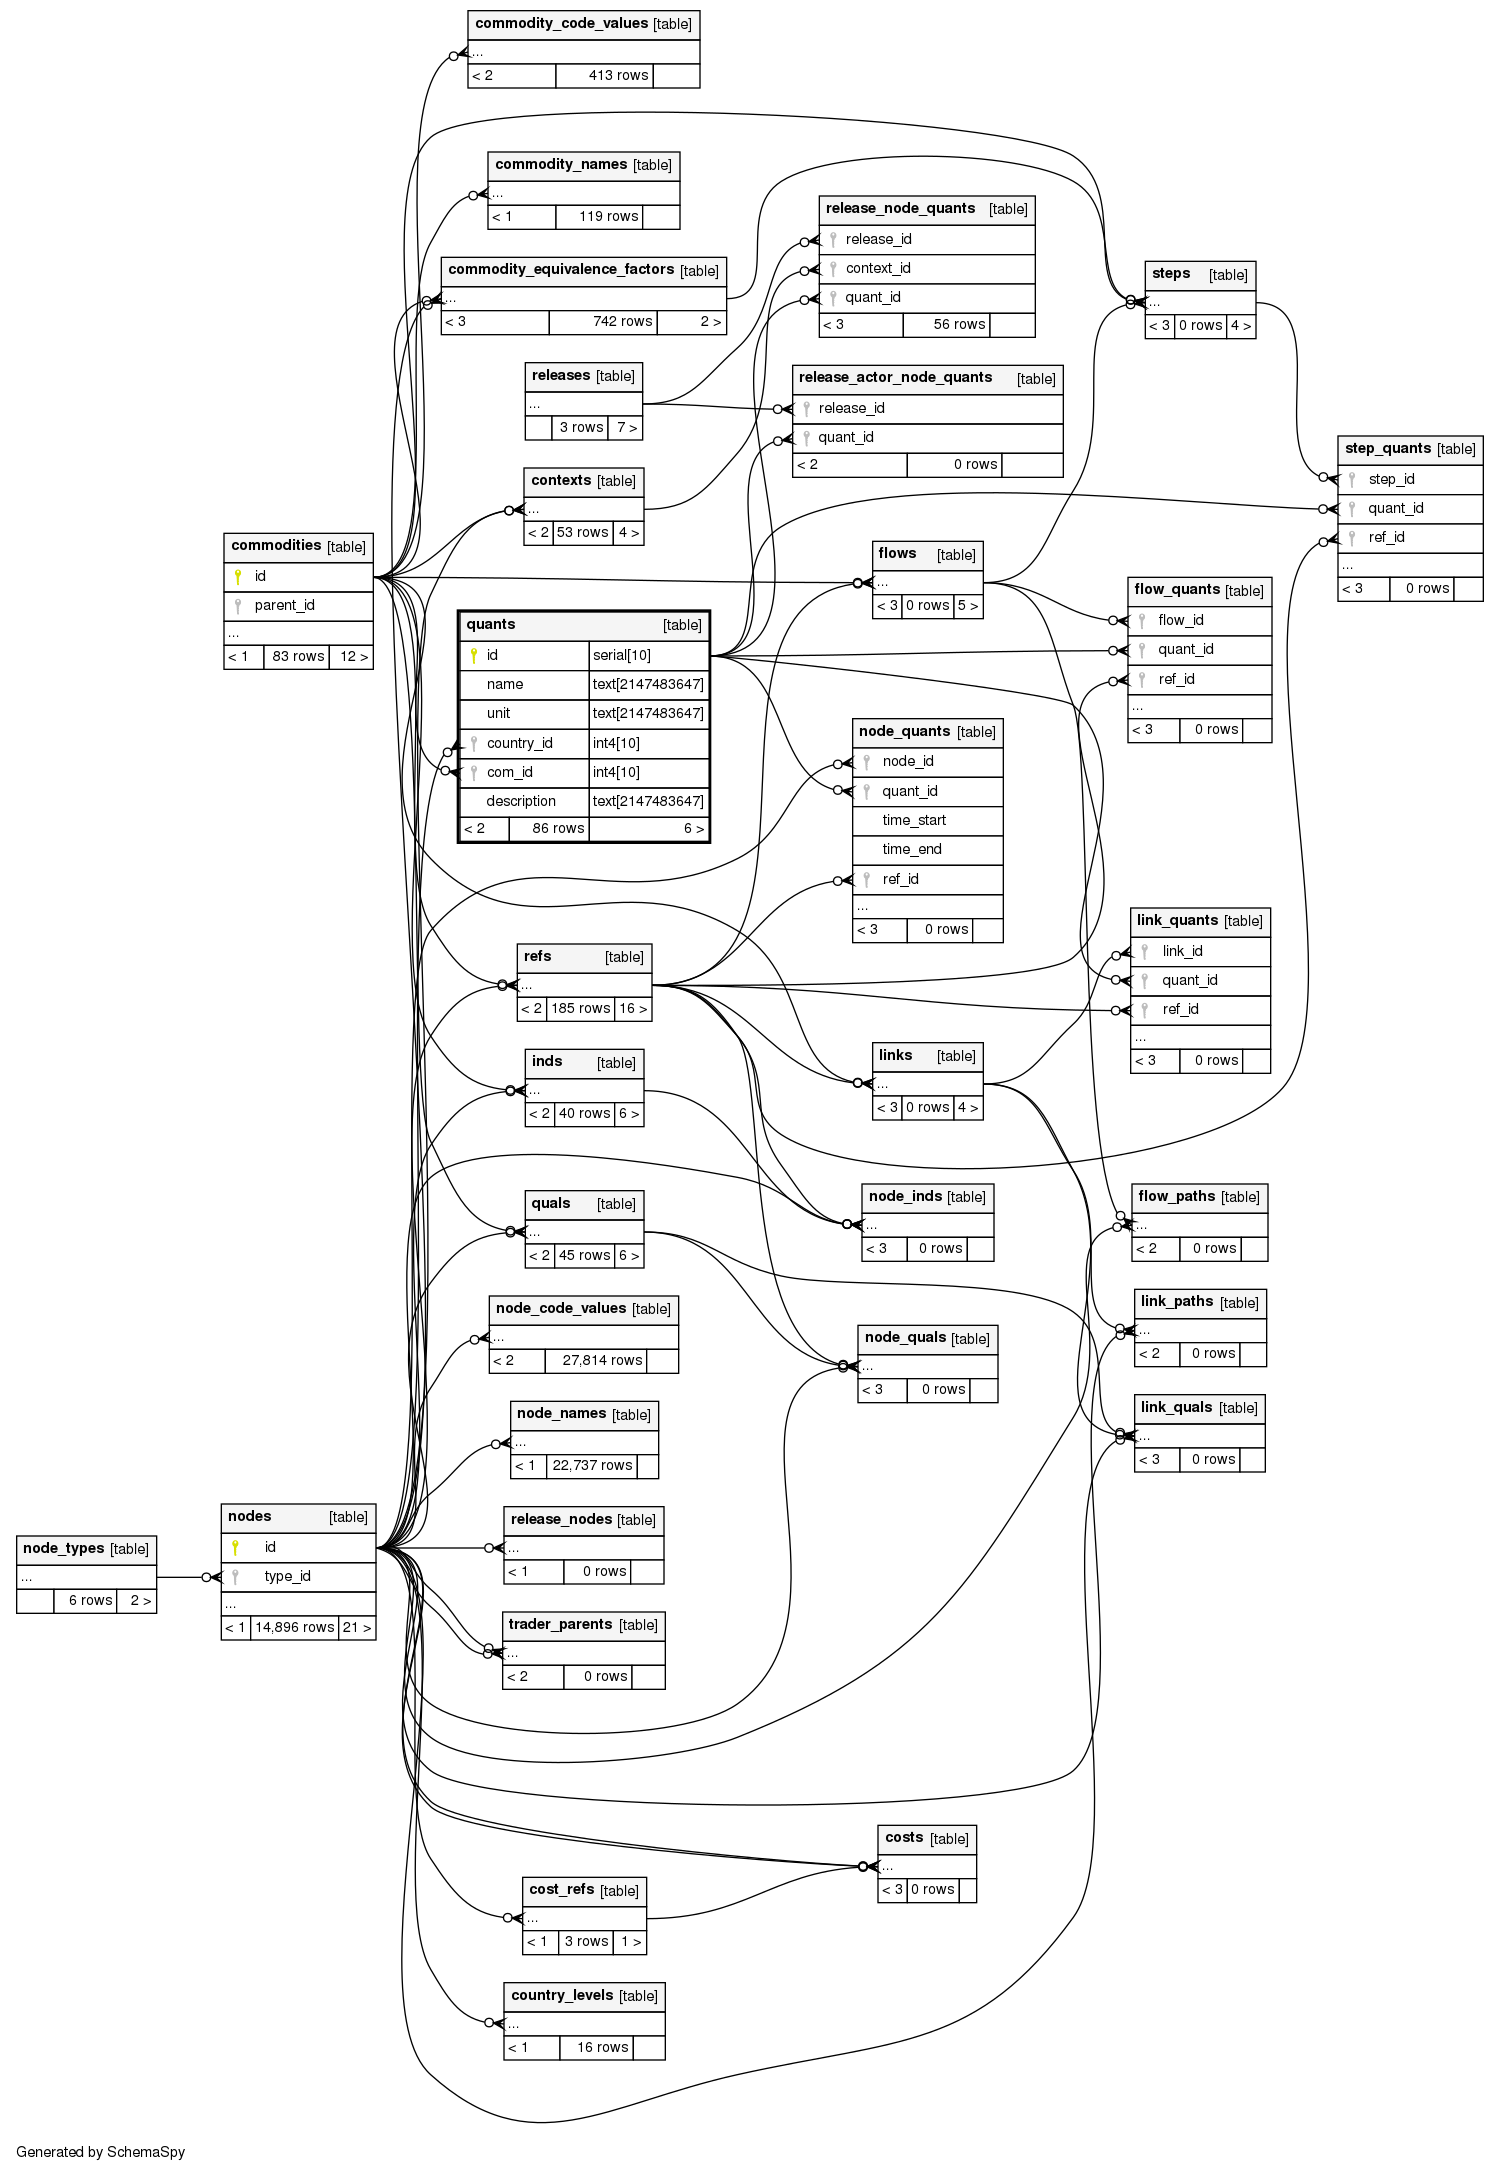 commodity_code_values [table]
...
< 2 413 rows
commodity_names [table]
...
< 1 119 rows
commodity_equivalence_factors [table]
...
< 3 742 rows 2 >
release_node_quants [table]
release_id
context_id
quant_id
< 3 56 rows
steps [table]
...
< 3 0 rows 4 >
releases [table]
...
3 rows 7 >
release_actor_node_quants [table]
release_id
quant_id
< 2 0 rows
step_quants [table]
step_id
quant_id
ref_id
...
< 3 0 rows
contexts [table]
...
< 2 53 rows 4 >
commodities [table]
id
parent_id
...
< 1 83 rows 12 >
flows [table]
...
< 3 0 rows 5 >
flow_quants [table]
flow_id
quant_id
ref_id
...
< 3 0 rows
quants [table]
id serial[10]
name text[2147483647]
unit text[2147483647]
country_id int4[10]
com_id int4[10]
description text[2147483647]
< 2 86 rows 6 >
node_quants [table]
node_id
quant_id
time_start
time_end
ref_id
...
< 3 0 rows
link_quants [table]
link_id
quant_id
ref_id
...
< 3 0 rows
refs [table]
...
< 2 185 rows 16 >
inds [table]
...
< 2 40 rows 6 >
links [table]
...
< 3 0 rows 4 >
quals [table]
...
< 2 45 rows 6 >
node_inds [table]
...
< 3 0 rows
flow_paths [table]
...
< 2 0 rows
link_paths [table]
...
< 2 0 rows
node_code_values [table]
...
< 2 27,814 rows
node_quals [table]
...
< 3 0 rows
link_quals [table]
...
< 3 0 rows
node_names [table]
...
< 1 22,737 rows
node_types [table]
...
6 rows 2 >
nodes [table]
id
type_id
...
< 1 14,896 rows 21 >
release_nodes [table]
...
< 1 0 rows
trader_parents [table]
...
< 2 0 rows
costs [table]
...
< 3 0 rows
cost_refs [table]
...
< 1 3 rows 1 >
country_levels [table]
...
< 1 16 rows
Generated by SchemaSpy